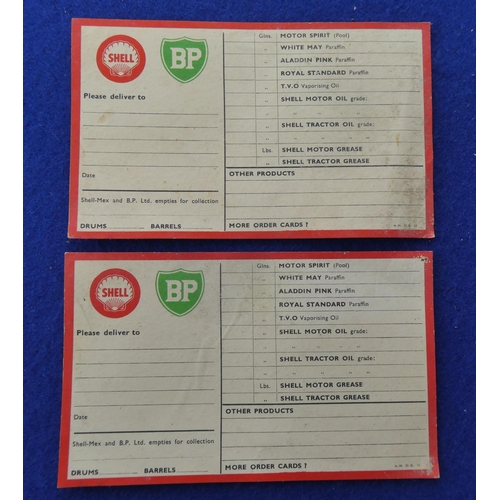 SHELL
BP
Please deliver to
Date
Shell-Mex and B.P. Ltd. empties for collection
DRUMS BARRELS
Glns. MOTOR SPIRIT (Pool)
„ WHITE MAY Paraffin
„ ALADDIN PINK Paraffin
„ ROYAL STANDARD Paraffin
„ T.V.O Vaporising Oil
SHELL MOTOR OIL grade:
„ „ „ „
SHELL TRACTOR OIL grade:
„ „ „ „
Lbs. SHELL MOTOR GREASE
„ SHELL TRACTOR GREASE
OTHER PRODUCTS
MORE ORDER CARDS ?
SHELL
BP
Please deliver to
Date
Shell-Mex and B.P. Ltd. empties for collection
DRUMS BARRELS
Glns. MOTOR SPIRIT (Pool)
„ WHITE MAY Paraffin
„ ALADDIN PINK Paraffin
„ ROYAL STANDARD Paraffin
„ T.V.O Vaporising Oil
SHELL MOTOR OIL grade:
„ „ „ „
SHELL TRACTOR OIL grade:
„ „ „ „
Lbs. SHELL MOTOR GREASE
„ SHELL TRACTOR GREASE
OTHER PRODUCTS
MORE ORDER CARDS ?